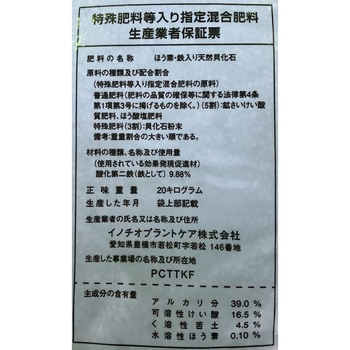 特殊肥料等入り指定混合肥料
生産業者保証票
肥料の名称　ほう素・鉄入り天然貝化石
原料の種類及び配合割合
(特殊肥料等入り指定混合肥料の原料)
普通肥料(肥料の品質の確保等に関する法律第4条
第1項第3号に掲げるものを除く。)(5割):鉱さいけい酸
質肥料、ほう酸塩肥料
特殊肥料(3割):貝化石粉末
備考:重量割合の大きい順である。
材料の種類、名称及び使用量
(使用されている効果発現促進材)
酸化第二鉄(鉄として) 9.88%
正味重量　20キログラム
生産した年月　袋上部記載
生産業者の氏名又は名称及び住所
イノチオプラントケア株式会社
愛知県豊橋市若松町字若松 146番地
生産した事業場の名称及び所在地
PCTTKF
主成分の含有量
アルカリ分　39.0 %
可溶性けい酸　16.5 %
く溶性苦土　4.5 %
水溶性ほう素　0.10 %